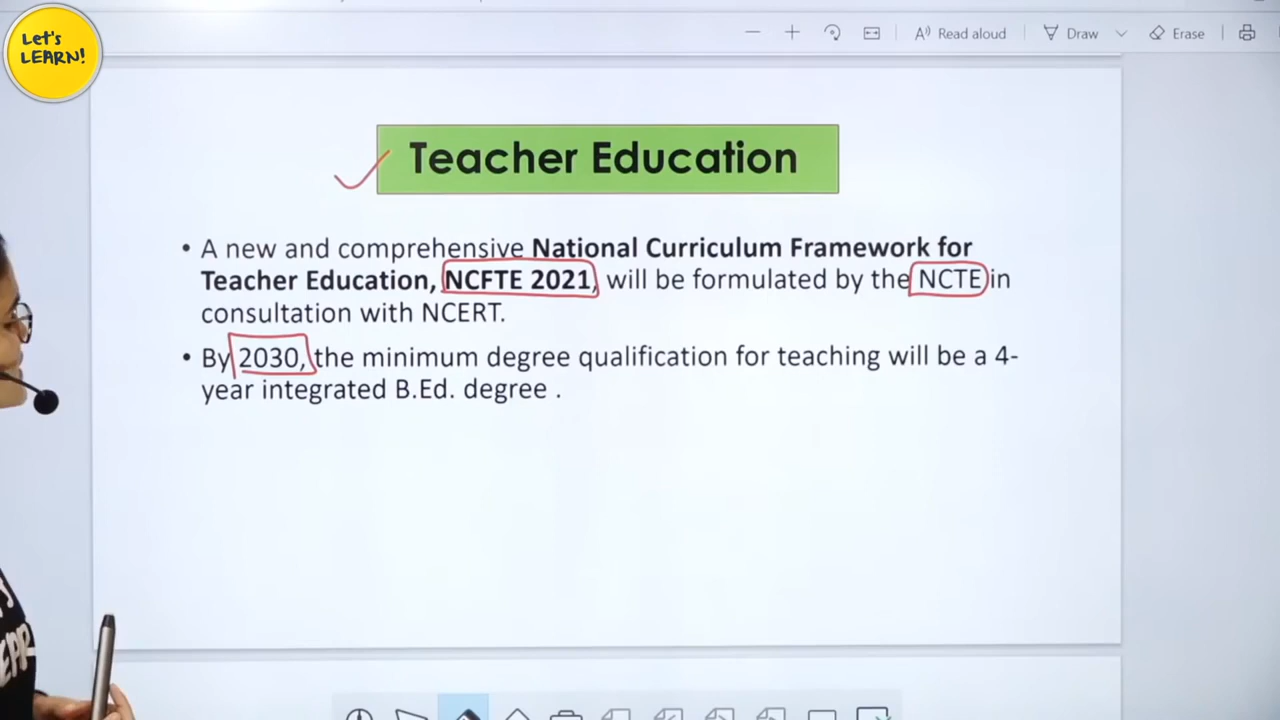 Let's
LEARN!
Read aloud
Draw
Erase
Teacher Education
• A new and comprehensive National Curriculum Framework for
Teacher Education, NCFTE 2021, will be formulated by the NCTE in
consultation with NCERT.
• By 2030, the minimum degree qualification for teaching will be a 4-
year integrated B.Ed. degree .